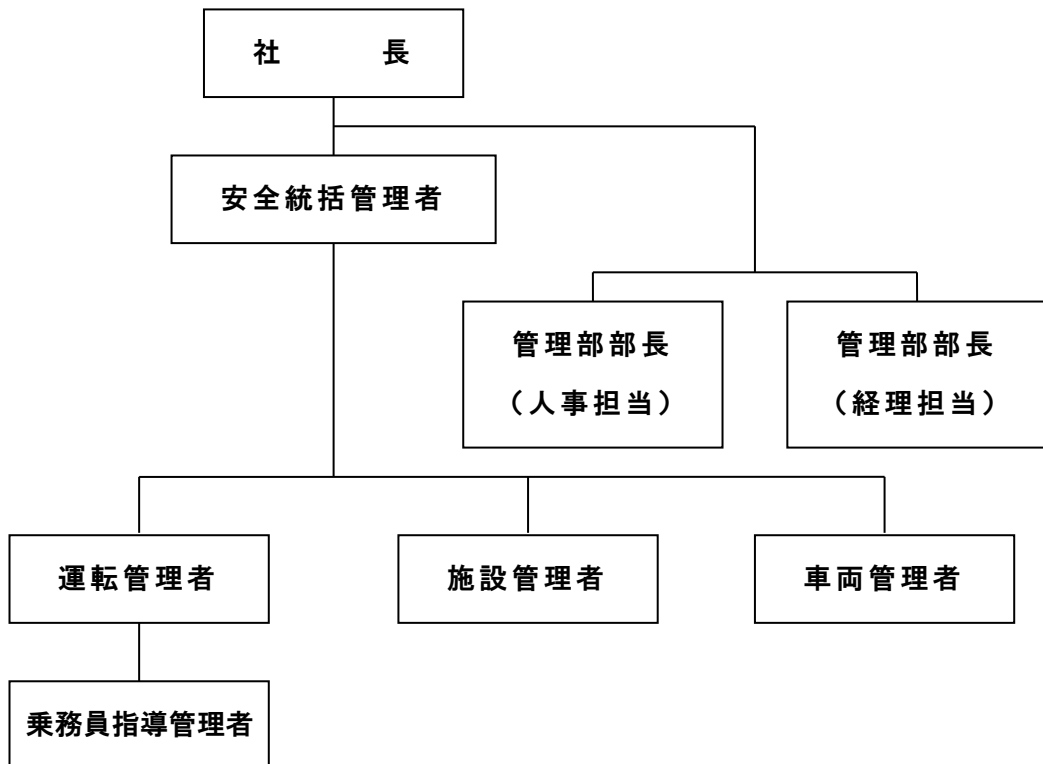 社　　　長
安全統括管理者
管理部部長
（人事担当）
管理部部長
（経理担当）
運転管理者
施設管理者
車両管理者
乗務員指導管理者